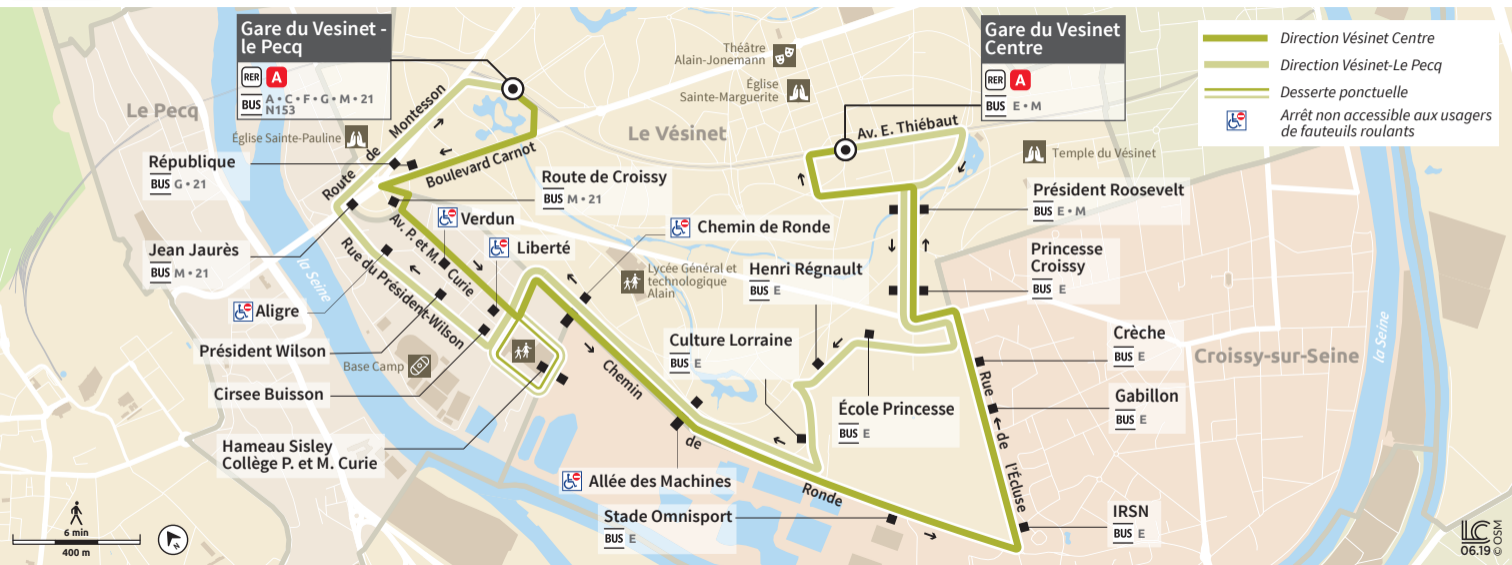 Gare du Vesinet -
le Pecq
RER A
BUS A • C • F • G • M • 21
N153
Gare du Vesinet
Centre
RER A
BUS E • M
Direction Vésinet Centre
Direction Vésinet-Le Pecq
Desserte ponctuelle
Arrêt non accessible aux usagers
de fauteuils roulants
Théâtre
Alain-Jonemann
Église
Sainte-Marguerite
Le Pecq
Le Vésinet
Église Sainte-Pauline
Route de Montesson
Boulevard Carnot
Av. E. Thiébaut
Temple du Vésinet
République
BUS G • 21
Route de Croissy
BUS M • 21
Président Roosevelt
BUS E • M
Verdun
Chemin de Ronde
Liberté
Av. P. et M. Curie
Jean Jaurès
BUS M • 21
la Seine
Rue du Président-Wilson
Lycée Général et
technologique
Alain
Henri Régnault
BUS E
Princesse
Croissy
BUS E
Aligre
Président Wilson
Base Camp
Cirsee Buisson
Culture Lorraine
BUS E
Crèche
BUS E
Croissy-sur-Seine
la Seine
Gabillon
BUS E
École Princesse
BUS E
Chemin de Ronde
Rue de l'Écluse
Hameau Sisley
Collège P. et M. Curie
Allée des Machines
Stade Omnisport
BUS E
IRSN
BUS E
6 min
400 m
LC
06.19 © OSM